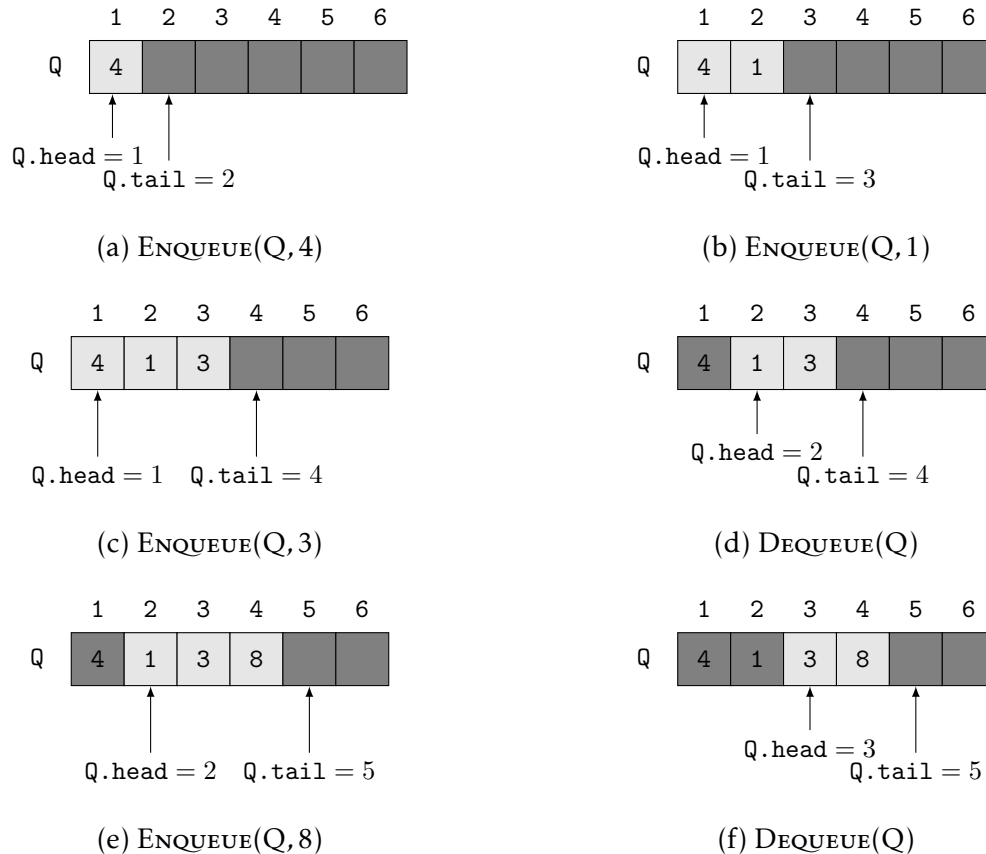 1 2 3 4 5 6
Q 4
Q.head = 1
Q.tail = 2
(a) ENQUEUE(Q, 4)
1 2 3 4 5 6
Q 4 1
Q.head = 1
Q.tail = 3
(b) ENQUEUE(Q, 1)
1 2 3 4 5 6
Q 4 1 3
Q.head = 1 Q.tail = 4
(c) ENQUEUE(Q, 3)
1 2 3 4 5 6
Q 4 1 3
Q.head = 2
Q.tail = 4
(d) DEQUEUE(Q)
1 2 3 4 5 6
Q 4 1 3 8
Q.head = 2 Q.tail = 5
(e) ENQUEUE(Q, 8)
1 2 3 4 5 6
Q 4 1 3 8
Q.head = 3
Q.tail = 5
(f) DEQUEUE(Q)